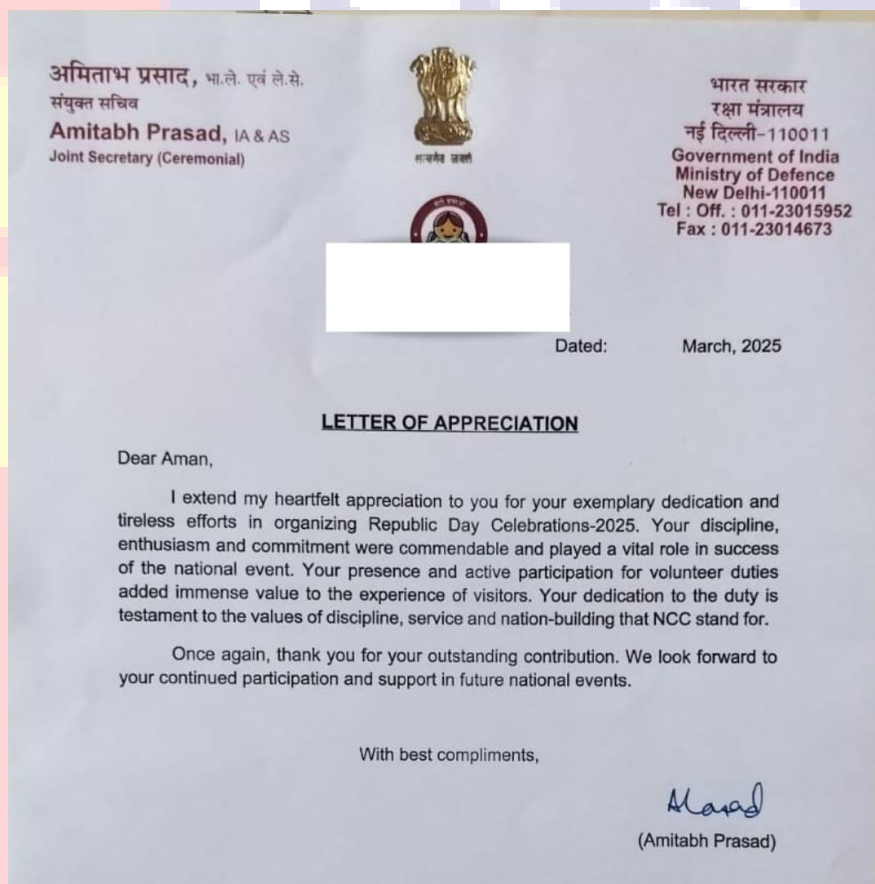 अमिताभ प्रसाद, भा.ले. एवं ले.से.
संयुक्त सचिव
Amitabh Prasad, IA & AS
Joint Secretary (Ceremonial)
सत्यमेव जयते
भारत सरकार
रक्षा मंत्रालय
नई दिल्ली-110011
Government of India
Ministry of Defence
New Delhi-110011
Tel : Off. : 011-23015952
Fax : 011-23014673
Dated: March, 2025
LETTER OF APPRECIATION
Dear Aman,
I extend my heartfelt appreciation to you for your exemplary dedication and
tireless efforts in organizing Republic Day Celebrations-2025. Your discipline,
enthusiasm and commitment were commendable and played a vital role in success
of the national event. Your presence and active participation for volunteer duties
added immense value to the experience of visitors. Your dedication to the duty is
testament to the values of discipline, service and nation-building that NCC stand for.
Once again, thank you for your outstanding contribution. We look forward to
your continued participation and support in future national events.
With best compliments,
(Amitabh Prasad)